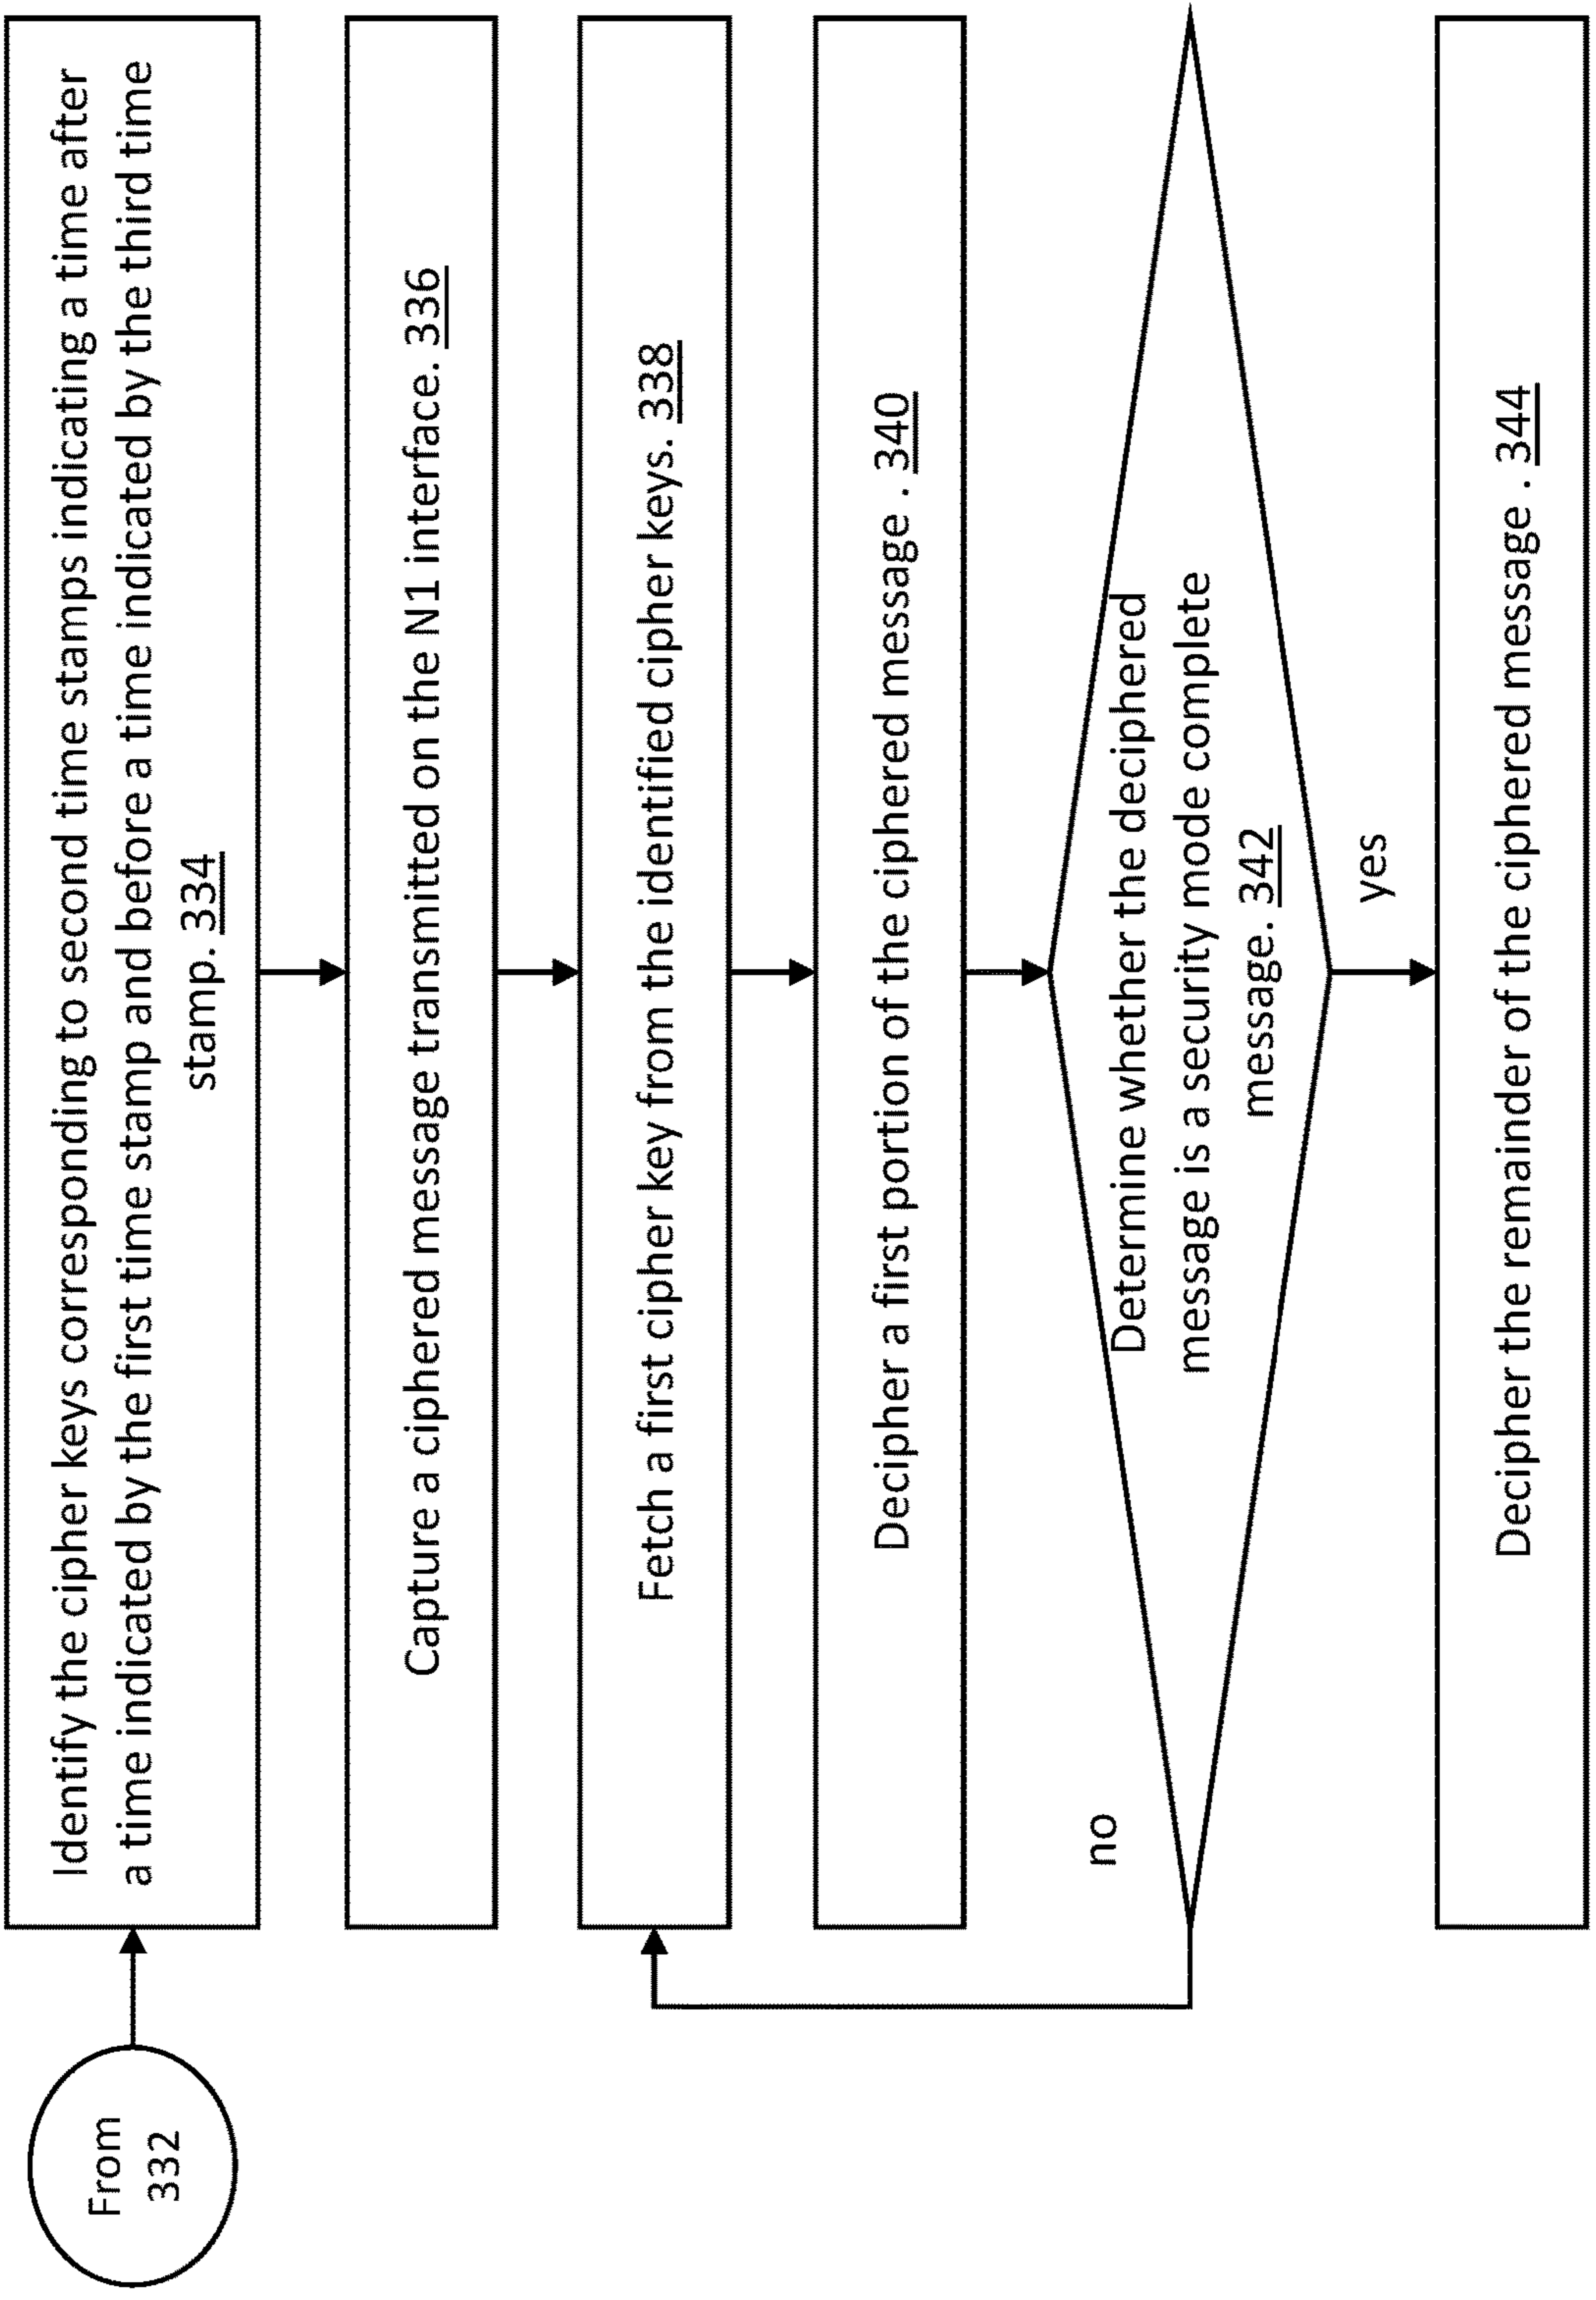 From
332
Identify the cipher keys corresponding to second time stamps indicating a time after
a time indicated by the first time stamp and before a time indicated by the third time
stamp. 334
Capture a ciphered message transmitted on the N1 interface. 336
Fetch a first cipher key from the identified cipher keys. 338
Decipher a first portion of the ciphered message . 340
no
Determine whether the deciphered
message is a security mode complete
message. 342
yes
Decipher the remainder of the ciphered message . 344